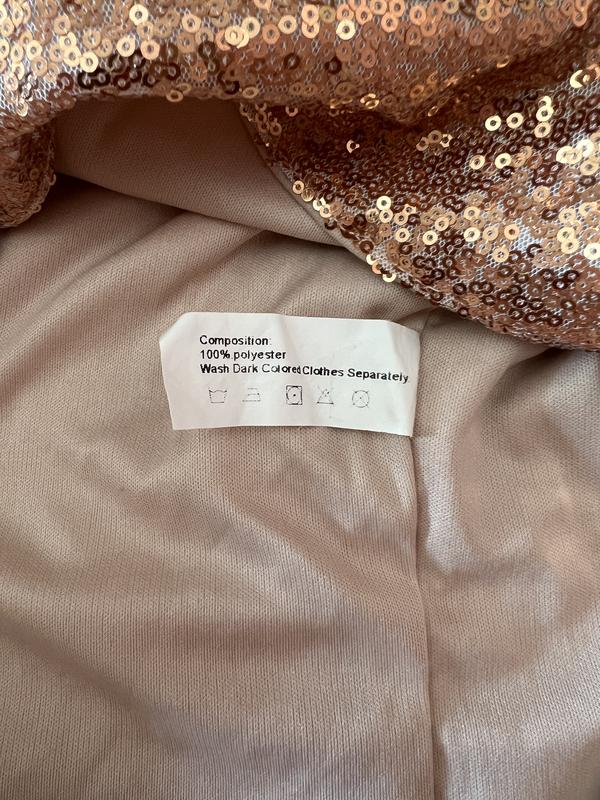 Composition:
100% polyester
Wash Dark Colored Clothes Separately.